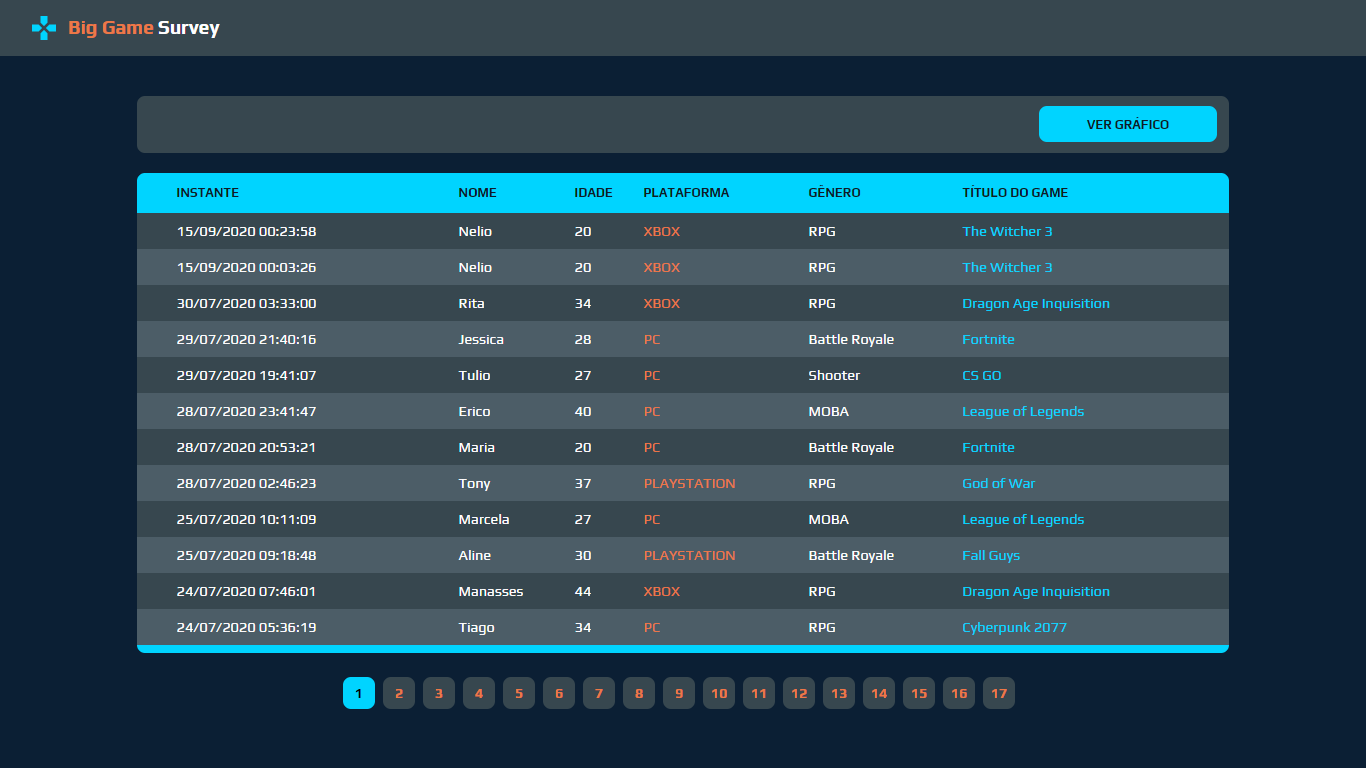 Big Game Survey
VER GRÁFICO
INSTANTE NOME IDADE PLATAFORMA GÊNERO TÍTULO DO GAME
15/09/2020 00:23:58 Nelio 20 XBOX RPG The Witcher 3
15/09/2020 00:03:26 Nelio 20 XBOX RPG The Witcher 3
30/07/2020 03:33:00 Rita 34 XBOX RPG Dragon Age Inquisition
29/07/2020 21:40:16 Jessica 28 PC Battle Royale Fortnite
29/07/2020 19:41:07 Tulio 27 PC Shooter CS GO
28/07/2020 23:41:47 Erico 40 PC MOBA League of Legends
28/07/2020 20:53:21 Maria 20 PC Battle Royale Fortnite
28/07/2020 02:46:23 Tony 37 PLAYSTATION RPG God of War
25/07/2020 10:11:09 Marcela 27 PC MOBA League of Legends
25/07/2020 09:18:48 Aline 30 PLAYSTATION Battle Royale Fall Guys
24/07/2020 07:46:01 Manasses 44 XBOX RPG Dragon Age Inquisition
24/07/2020 05:36:19 Tiago 34 PC RPG Cyberpunk 2077
1 2 3 4 5 6 7 8 9 10 11 12 13 14 15 16 17